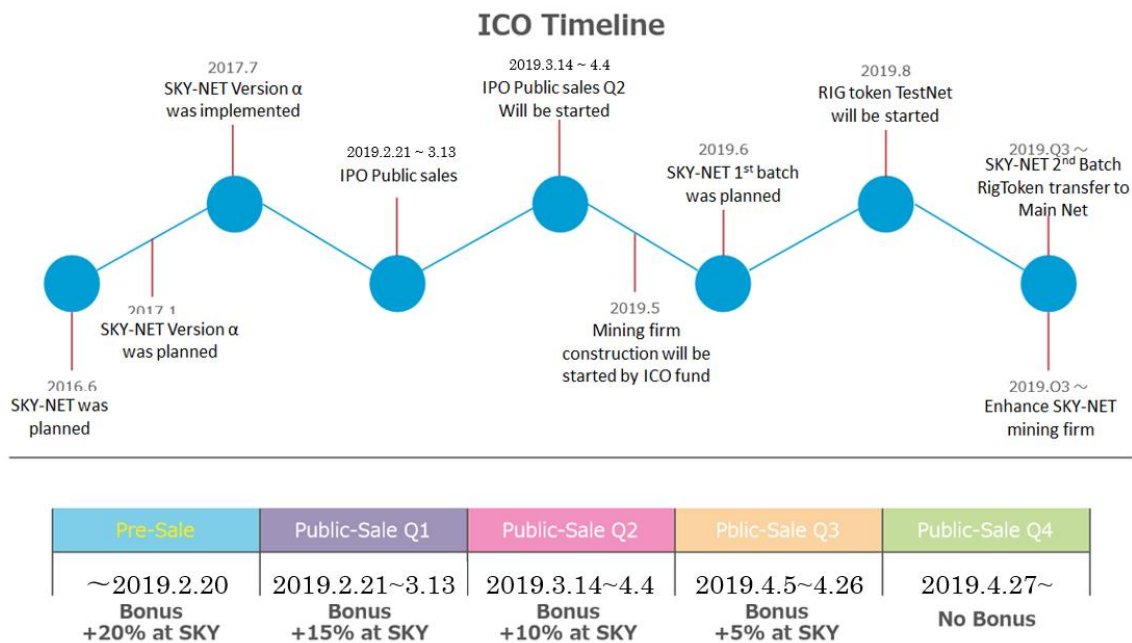 ICO Timeline
2017.7
SKY-NET Version α
was implemented
2019.2.21 ~ 3.13
IPO Public sales
2019.3.14 ~ 4.4
IPO Public sales Q2
Will be started
2019.6
SKY-NET 1st batch
was planned
2019.8
RIG token TestNet
will be started
2019.Q3 ～
SKY-NET 2nd Batch
RigToken transfer to
Main Net
2016.6
SKY-NET was
planned
2017.1
SKY-NET Version α
was planned
2019.5
Mining firm
construction will be
started by ICO fund
2019.Q3 ～
Enhance SKY-NET
mining firm
Pre-Sale
Public-Sale Q1
Public-Sale Q2
Pblic-Sale Q3
Public-Sale Q4
～2019.2.20
2019.2.21~3.13
2019.3.14~4.4
2019.4.5~4.26
2019.4.27~
Bonus
+20% at SKY
Bonus
+15% at SKY
Bonus
+10% at SKY
Bonus
+5% at SKY
No Bonus